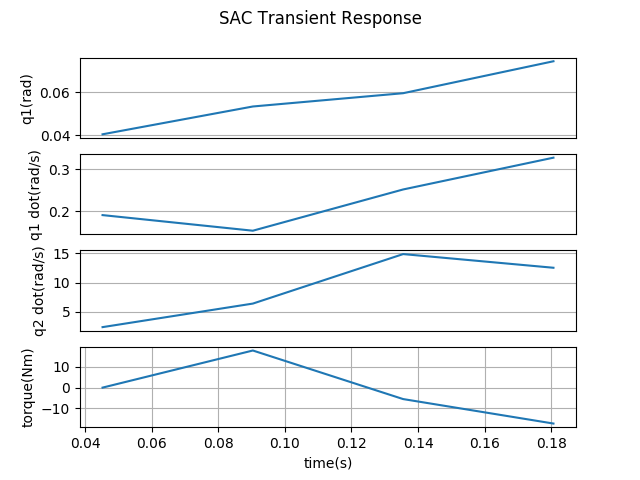 SAC Transient Response
q1(rad)
0.06
0.04
q1 dot(rad/s)
0.3
0.2
q2 dot(rad/s)
15
10
5
torque(Nm)
10
0
−10
0.04 0.06 0.08 0.10 0.12 0.14 0.16 0.18
time(s)